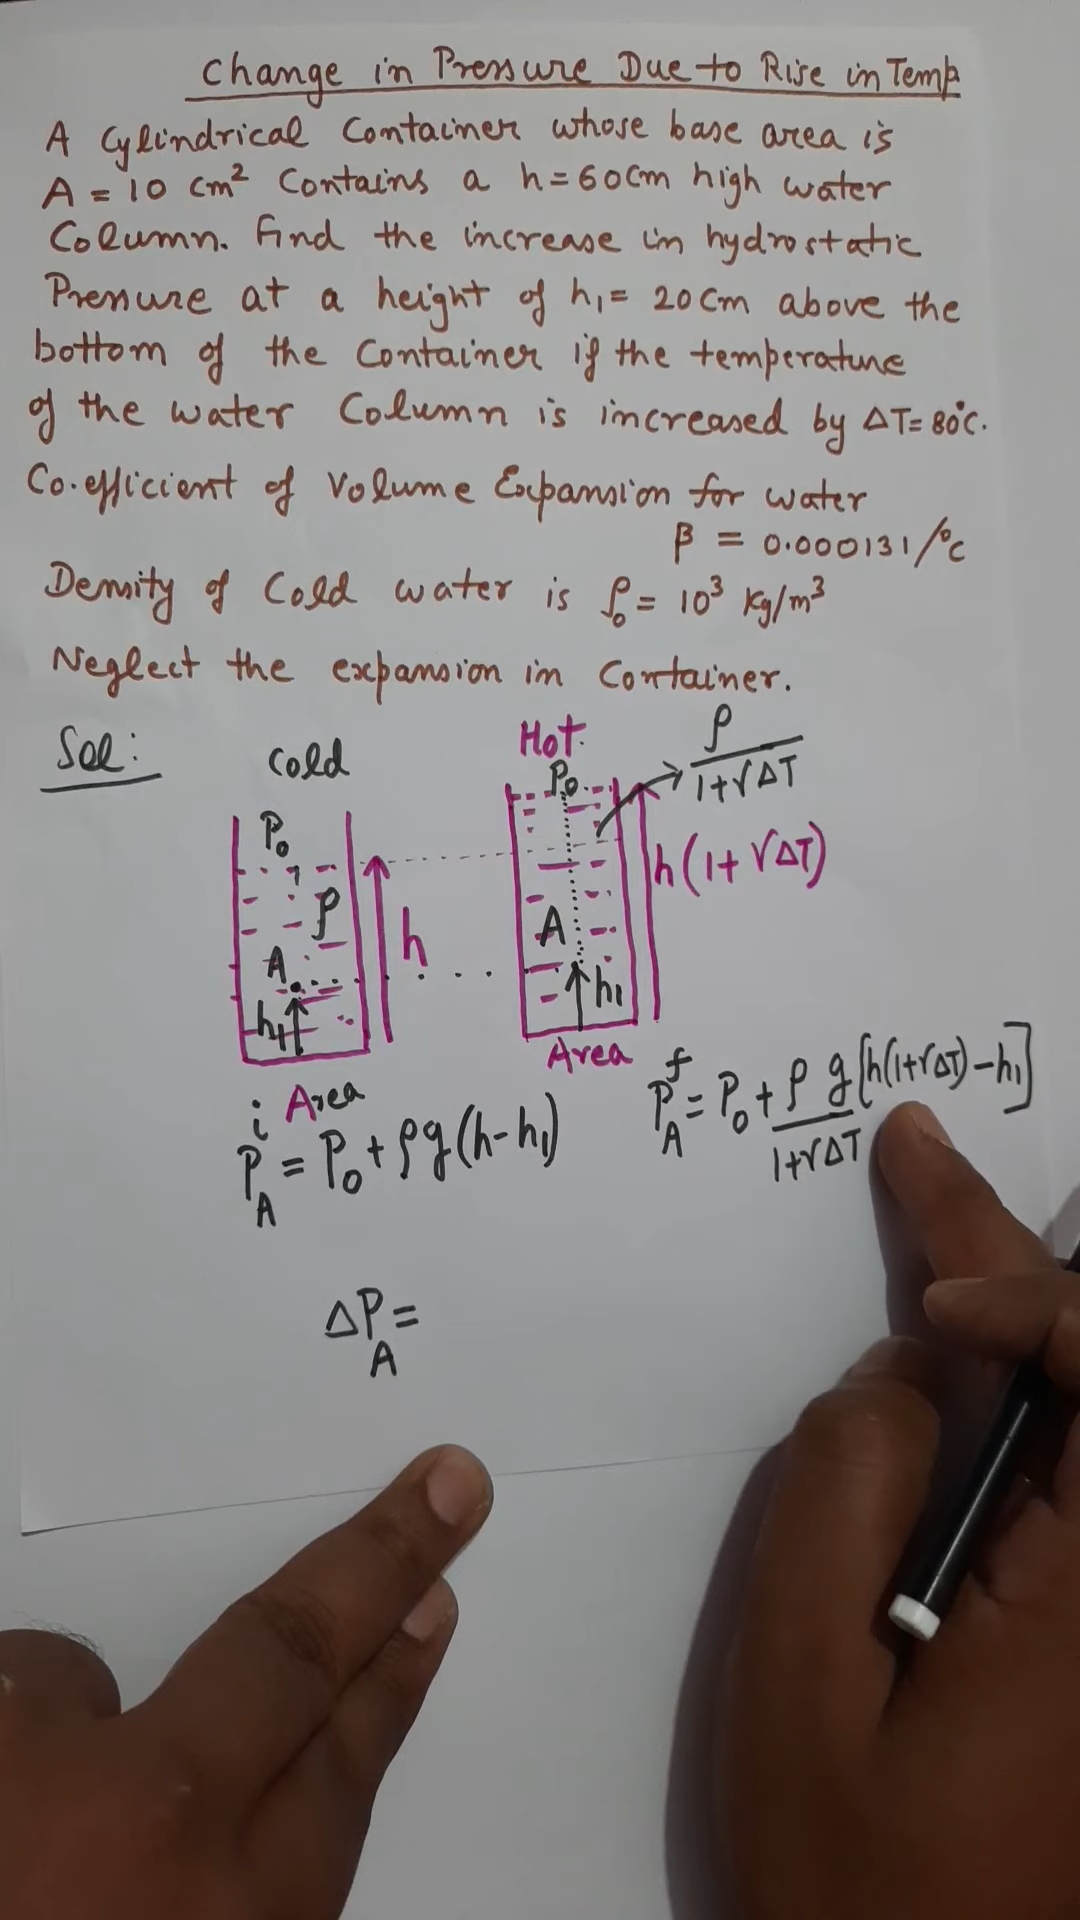 Change in Pressure Due to Rise in Temp
A Cylindrical Container whose base area is
A = 10 cm² Contains a h=60cm high water
Column. Find the increase in hydrostatic
Pressure at a height of h₁= 20cm above the
bottom of the Container if the temperature
of the water Column is increased by ΔT= 80°C.
Co.efficient of Volume Expansion for water
β = 0.000131/°C
Density of Cold water is ρ₀ = 10³ kg/m³
Neglect the expansion in Container.
Sol:
Cold
Hot
ρ/(1+γΔT)
P₀
P₀
ρ
h
h(1+γΔT)
A
A
h₁
h₁
Area
Area
P_A^i = P₀ + ρg(h-h₁)
P_A^f = P₀ + ρ/(1+γΔT) g[h(1+γΔT)-h₁]
ΔP_A =